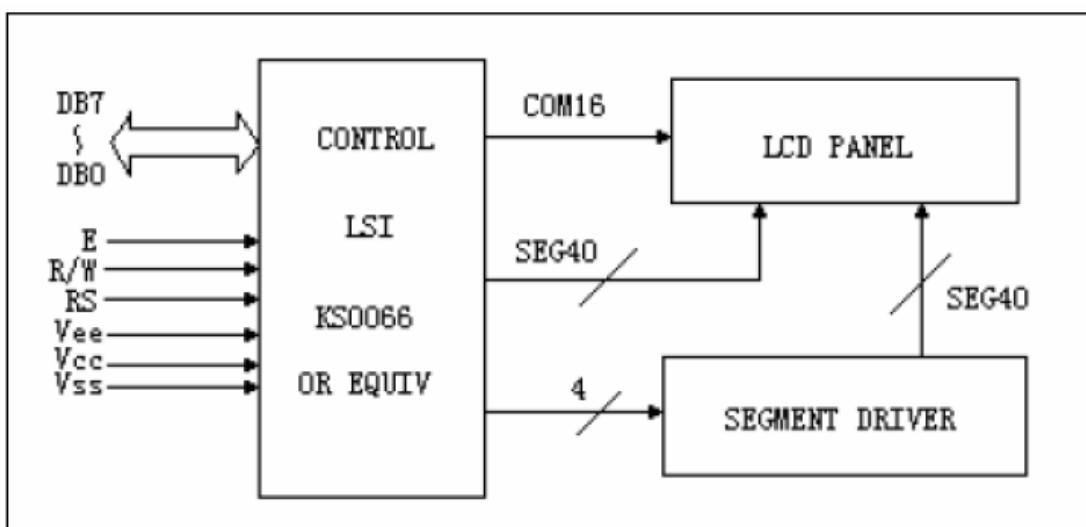 DB7
DB0
E
R/W
RS
Vee
Vcc
Vss
CONTROL
LSI
KS0066
OR EQUIV
COM16
SEG40
4
LCD PANEL
SEG40
SEGMENT DRIVER